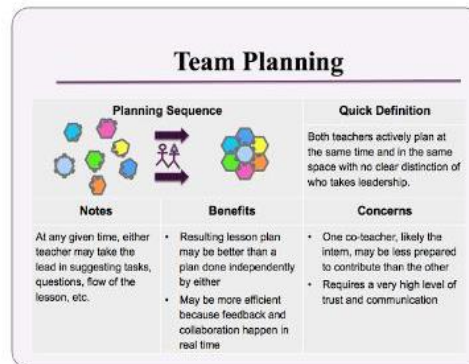 Team Planning
Planning Sequence
Quick Definition
Both teachers actively plan at
the same time and in the same
space with no clear distinction of
who takes leadership.
Notes
At any given time, either
teacher may take the
lead in suggesting tasks,
questions, flow of the
lesson, etc.
Benefits
• Resulting lesson plan
may be better than a
plan done independently
by either
• May be more efficient
because feedback and
collaboration happen in
real time
Concerns
• One co-teacher, likely the
intern, may be less prepared
to contribute than the other
• Requires a very high level of
trust and communication